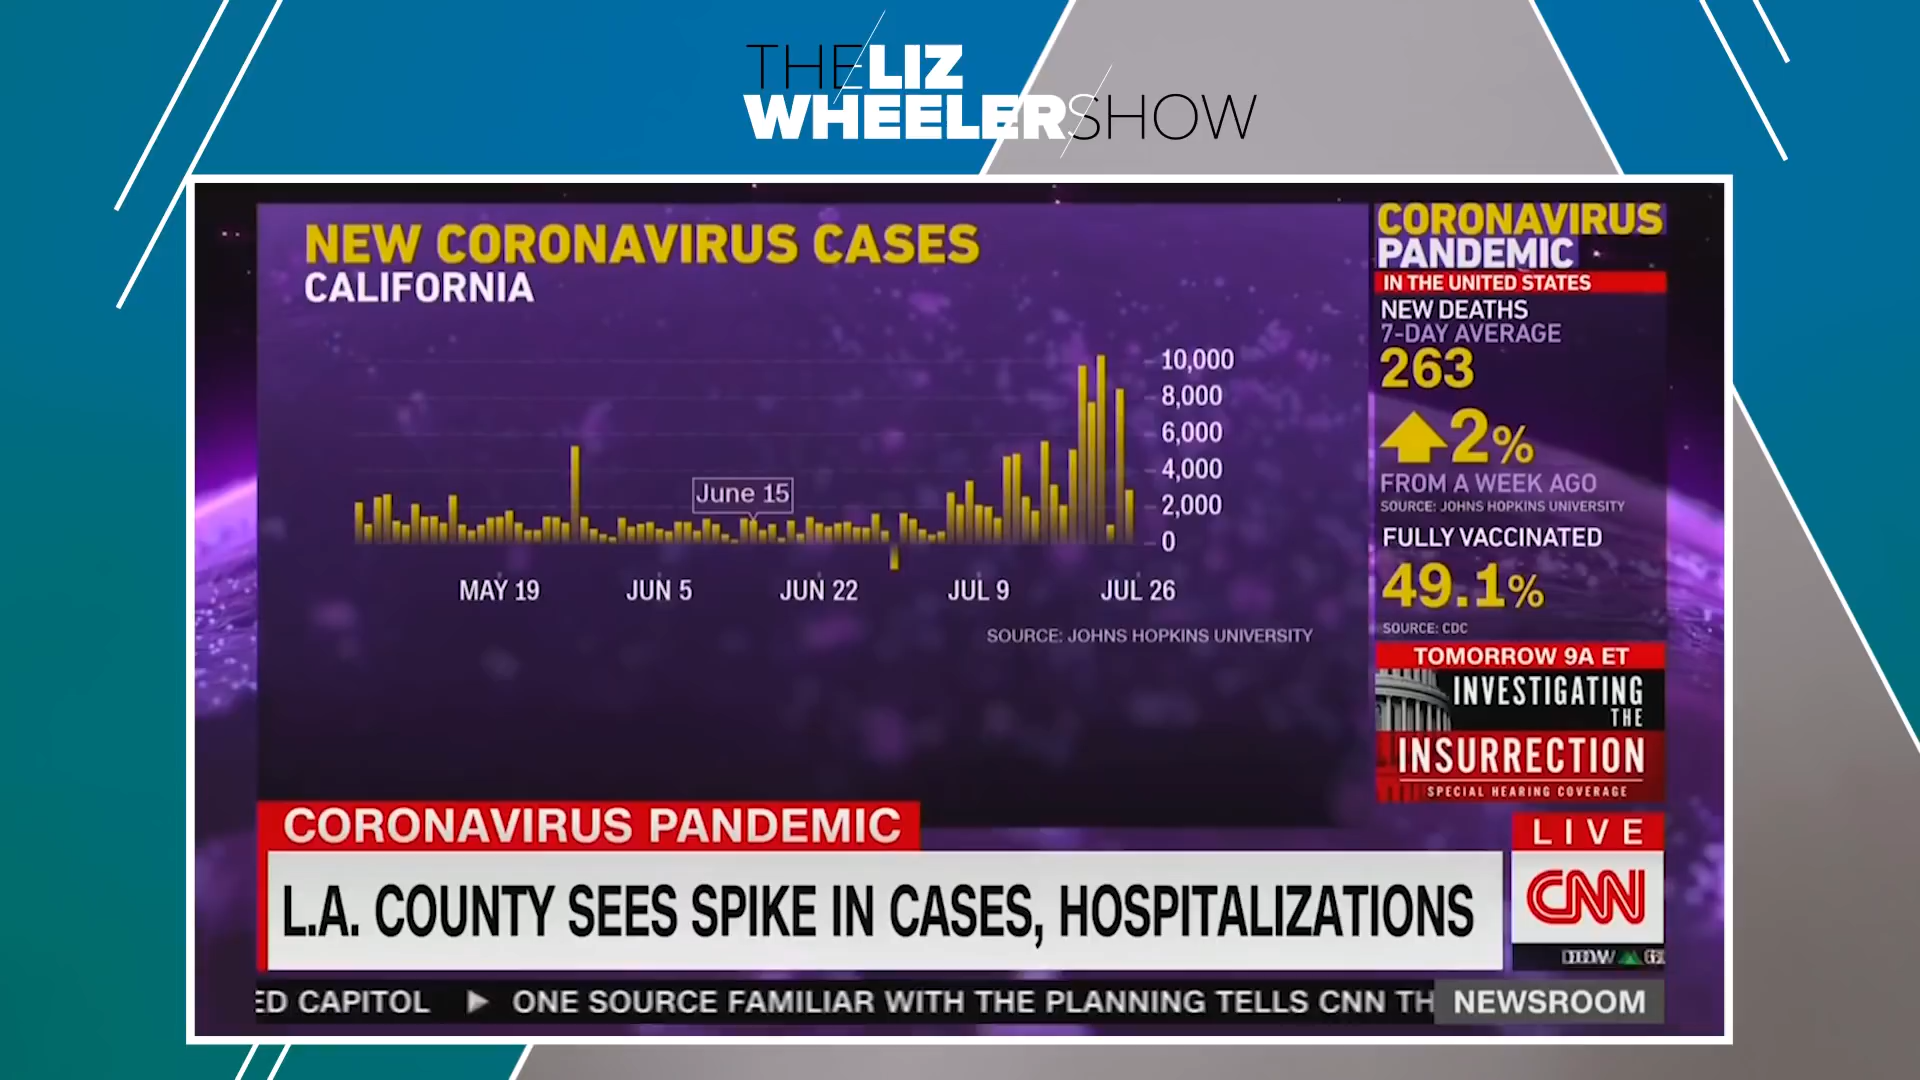 THE LIZ
WHEELER SHOW
NEW CORONAVIRUS CASES
CALIFORNIA
10,000
8,000
6,000
4,000
2,000
0
June 15
MAY 19
JUN 5
JUN 22
JUL 9
JUL 26
SOURCE: JOHNS HOPKINS UNIVERSITY
CORONAVIRUS
PANDEMIC
IN THE UNITED STATES
NEW DEATHS
7-DAY AVERAGE
263
2%
FROM A WEEK AGO
SOURCE: JOHNS HOPKINS UNIVERSITY
FULLY VACCINATED
49.1%
SOURCE: CDC
TOMORROW 9A ET
INVESTIGATING
THE
INSURRECTION
SPECIAL HEARING COVERAGE
CORONAVIRUS PANDEMIC
L.A. COUNTY SEES SPIKE IN CASES, HOSPITALIZATIONS
LIVE
CNN
ED CAPITOL ▶ ONE SOURCE FAMILIAR WITH THE PLANNING TELLS CNN TH
NEWSROOM